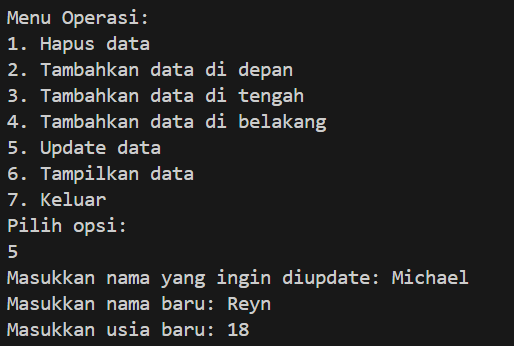 Menu Operasi:
1. Hapus data
2. Tambahkan data di depan
3. Tambahkan data di tengah
4. Tambahkan data di belakang
5. Update data
6. Tampilkan data
7. Keluar
Pilih opsi:
5
Masukkan nama yang ingin diupdate: Michael
Masukkan nama baru: Reyn
Masukkan usia baru: 18